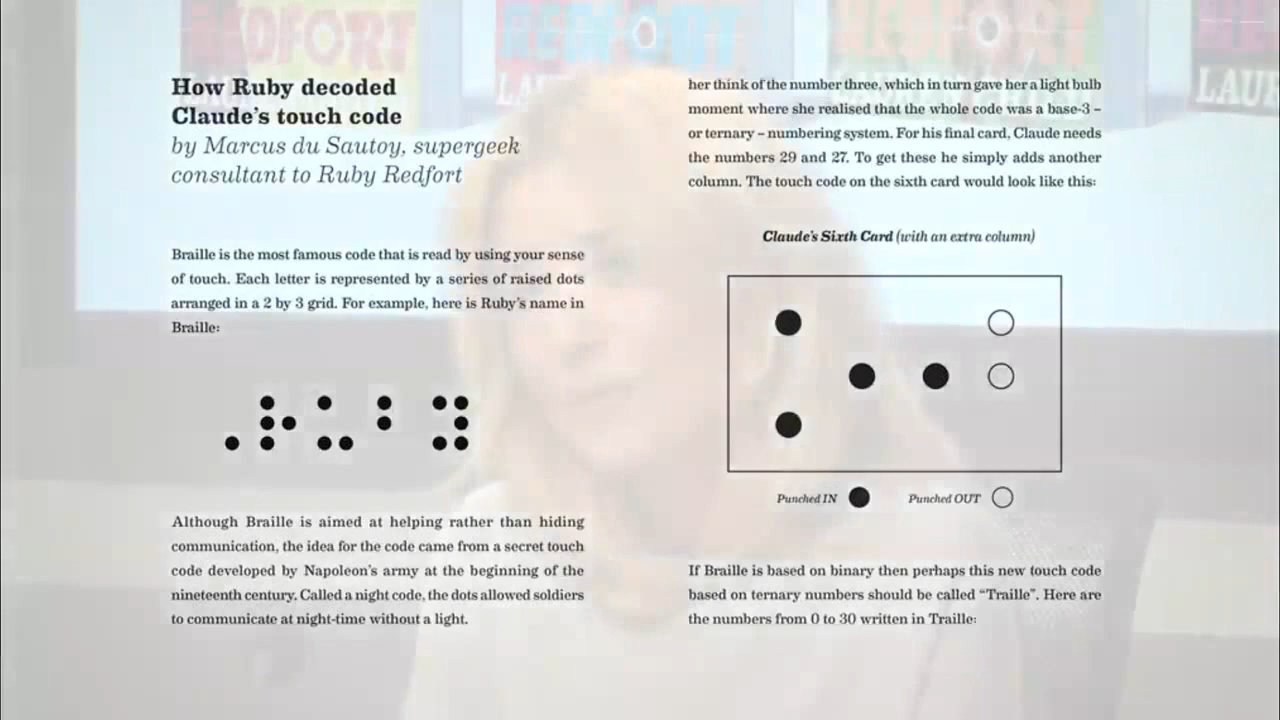 REDFORT
REDFORT
REDFORT
LAU
How Ruby decoded
Claude's touch code
by Marcus du Sautoy, supergeek
consultant to Ruby Redfort
Braille is the most famous code that is read by using your sense
of touch. Each letter is represented by a series of raised dots
arranged in a 2 by 3 grid. For example, here is Ruby's name in
Braille:
Although Braille is aimed at helping rather than hiding
communication, the idea for the code came from a secret touch
code developed by Napoleon's army at the beginning of the
nineteenth century. Called a night code, the dots allowed soldiers
to communicate at night-time without a light.
her think of the number three, which in turn gave her a light bulb
moment where she realised that the whole code was a base-3 –
or ternary – numbering system. For his final card, Claude needs
the numbers 29 and 27. To get these he simply adds another
column. The touch code on the sixth card would look like this:
Claude's Sixth Card (with an extra column)
Punched IN Punched OUT
If Braille is based on binary then perhaps this new touch code
based on ternary numbers should be called “Traille”. Here are
the numbers from 0 to 30 written in Traille: